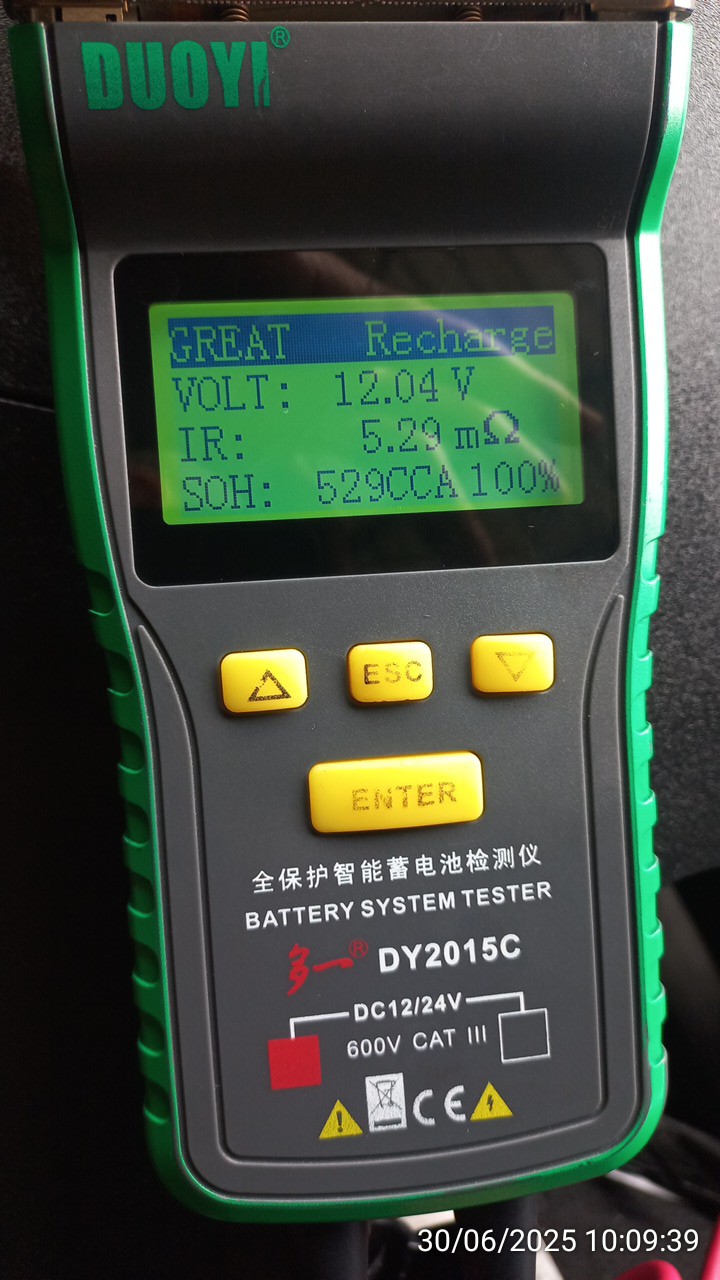 DUOYI®
GREAT Recharge
VOLT: 12.04 V
IR: 5.29 mΩ
SOH: 529CCA 100%
ESC
ENTER
全保护智能蓄电池检测仪
BATTERY SYSTEM TESTER
多一® DY2015C
DC12/24V
600V CAT III
CE
30/06/2025 10:09:39